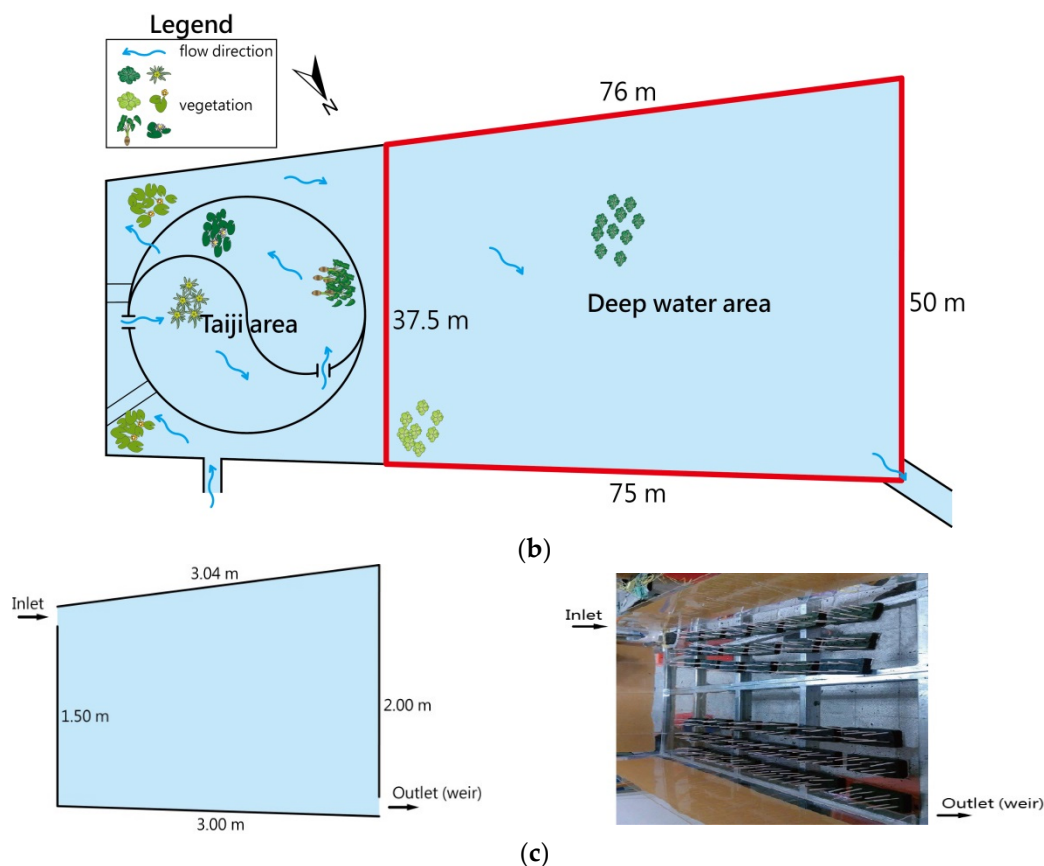 Legend
flow direction
vegetation
N
76 m
Taiji area
37.5 m
Deep water area
50 m
75 m
(b)
3.04 m
Inlet
1.50 m
2.00 m
Outlet (weir)
3.00 m
Inlet
Outlet (weir)
(c)